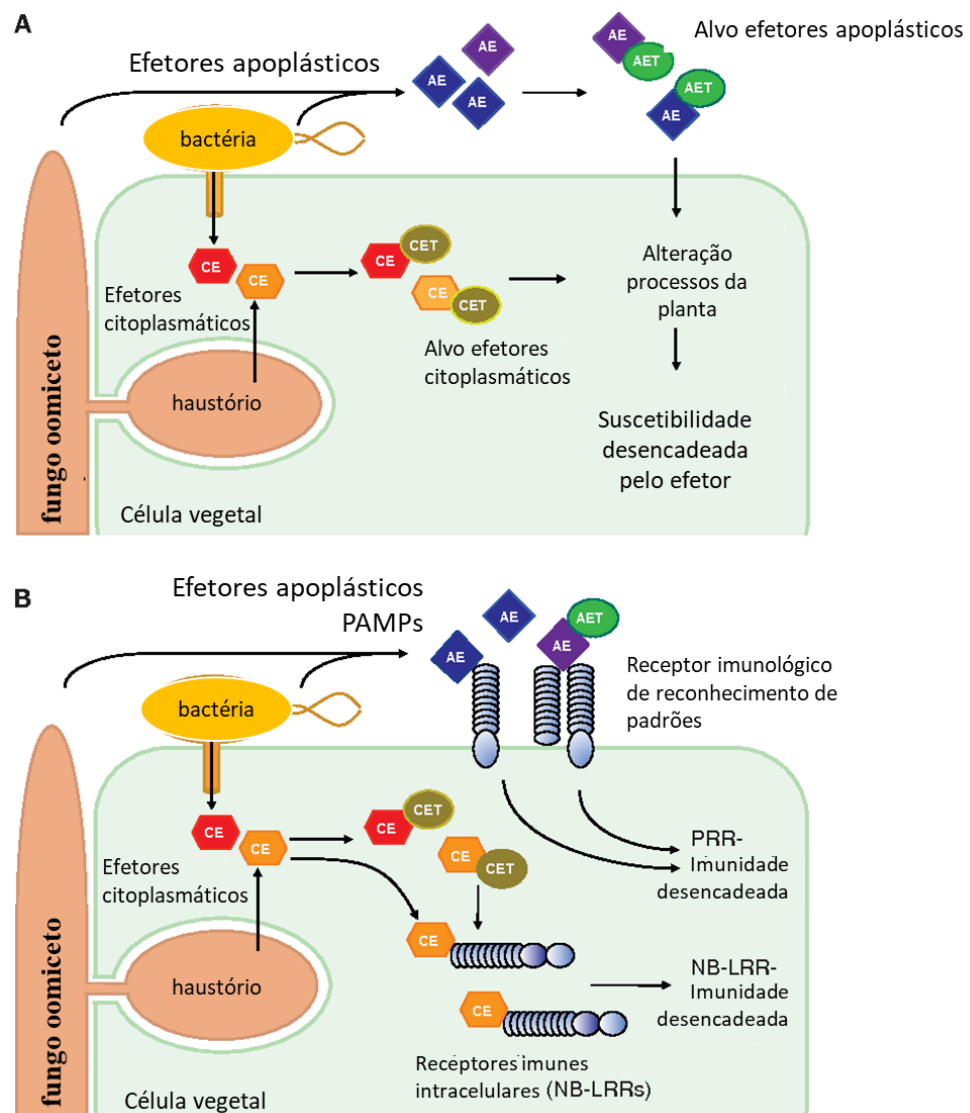 A
Efetores apoplásticos
AE
AE
AE
AE
AET
AET
AE
Alvo efetores apoplásticos
bactéria
CE
CE
Efetores
citoplasmáticos
CE
CET
CE
CET
Alvo efetores
citoplasmáticos
Alteração
processos da
planta
Suscetibilidade
desencadeada
pelo efetor
haustório
fungo oomiceto
Célula vegetal
B
Efetores apoplásticos
PAMPs
AE
AE
AET
AE
Receptor imunológico
de reconhecimento de
padrões
bactéria
CE
CE
Efetores
citoplasmáticos
CE
CET
CE
CET
CE
CE
PRR-
Imunidade
desencadeada
NB-LRR-
Imunidade
desencadeada
haustório
Receptores imunes
intracelulares (NB-LRRs)
fungo oomiceto
Célula vegetal